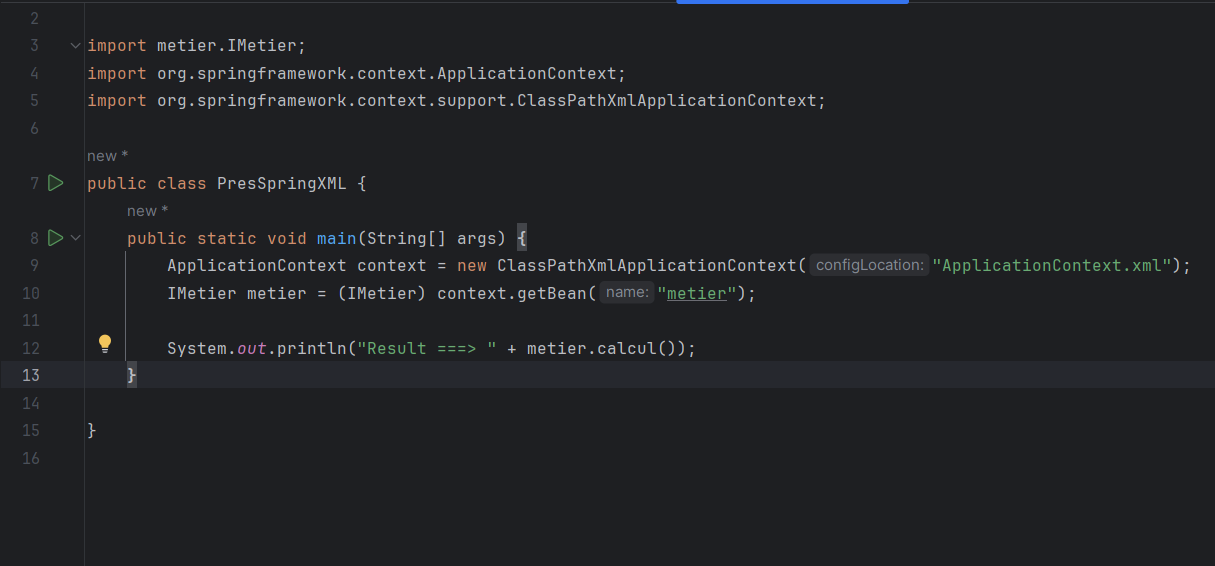 2
3 import metier.IMetier;
4 import org.springframework.context.ApplicationContext;
5 import org.springframework.context.support.ClassPathXmlApplicationContext;
6
new *
7 public class PresSpringXML {
new *
8 public static void main(String[] args) {
9 ApplicationContext context = new ClassPathXmlApplicationContext( configLocation: "ApplicationContext.xml");
10 IMetier metier = (IMetier) context.getBean( name: "metier");
11
12 System.out.println("Result ===> " + metier.calcul());
13 }
14
15 }
16